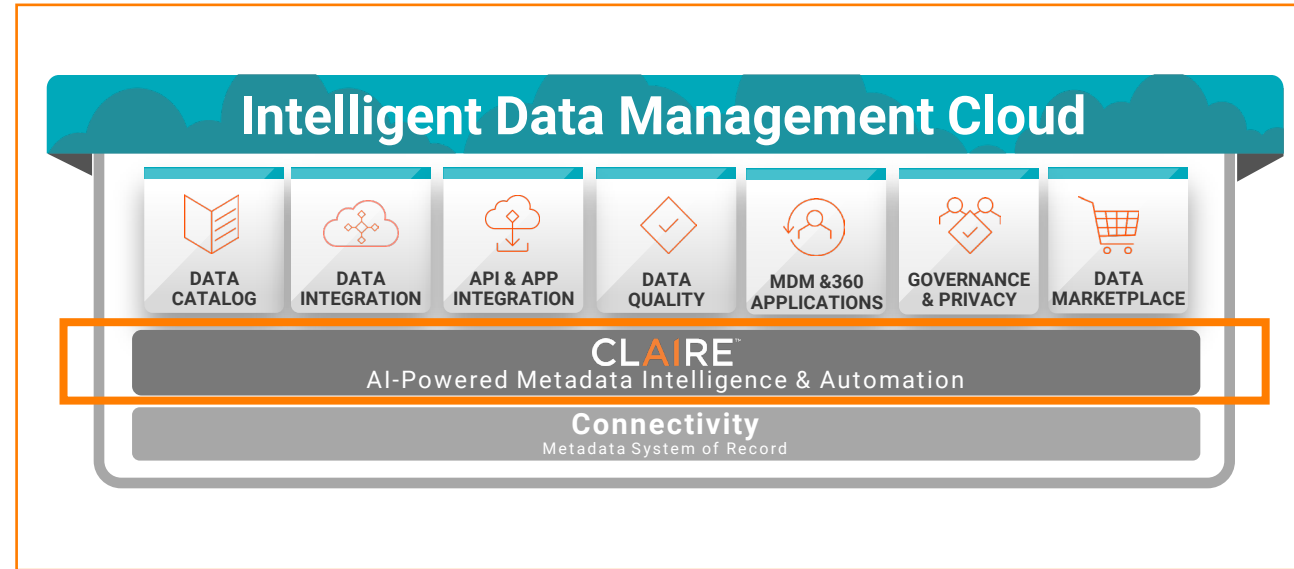 Intelligent Data Management Cloud
DATA
CATALOG
DATA
INTEGRATION
API & APP
INTEGRATION
DATA
QUALITY
MDM &360
APPLICATIONS
GOVERNANCE
& PRIVACY
DATA
MARKETPLACE
CLAIRE™
AI-Powered Metadata Intelligence & Automation
Connectivity
Metadata System of Record